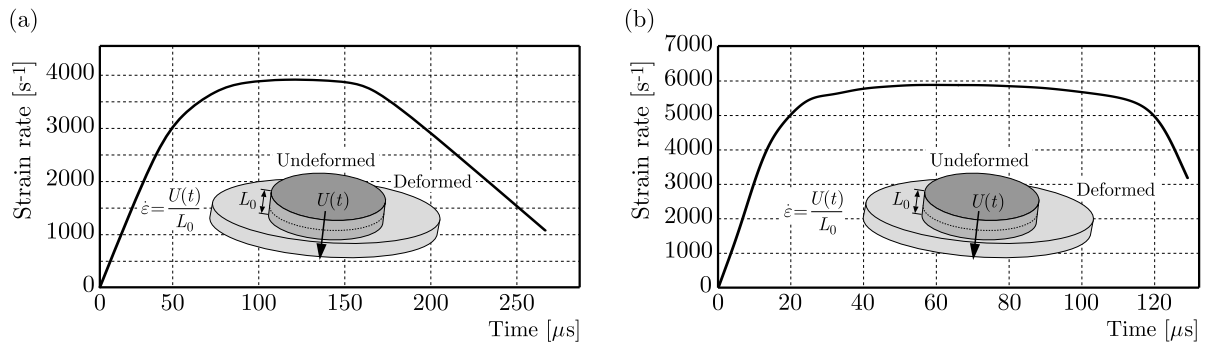 (a)
Strain rate [s⁻¹]
4000
3000
2000
1000
0
Undeformed
Deformed
L₀
U(t)
ε̇=U(t)/L₀
0 50 100 150 200 250
Time [μs]
(b)
Strain rate [s⁻¹]
7000
6000
5000
4000
3000
2000
1000
0
Undeformed
Deformed
L₀
U(t)
ε̇=U(t)/L₀
0 20 40 60 80 100 120
Time [μs]